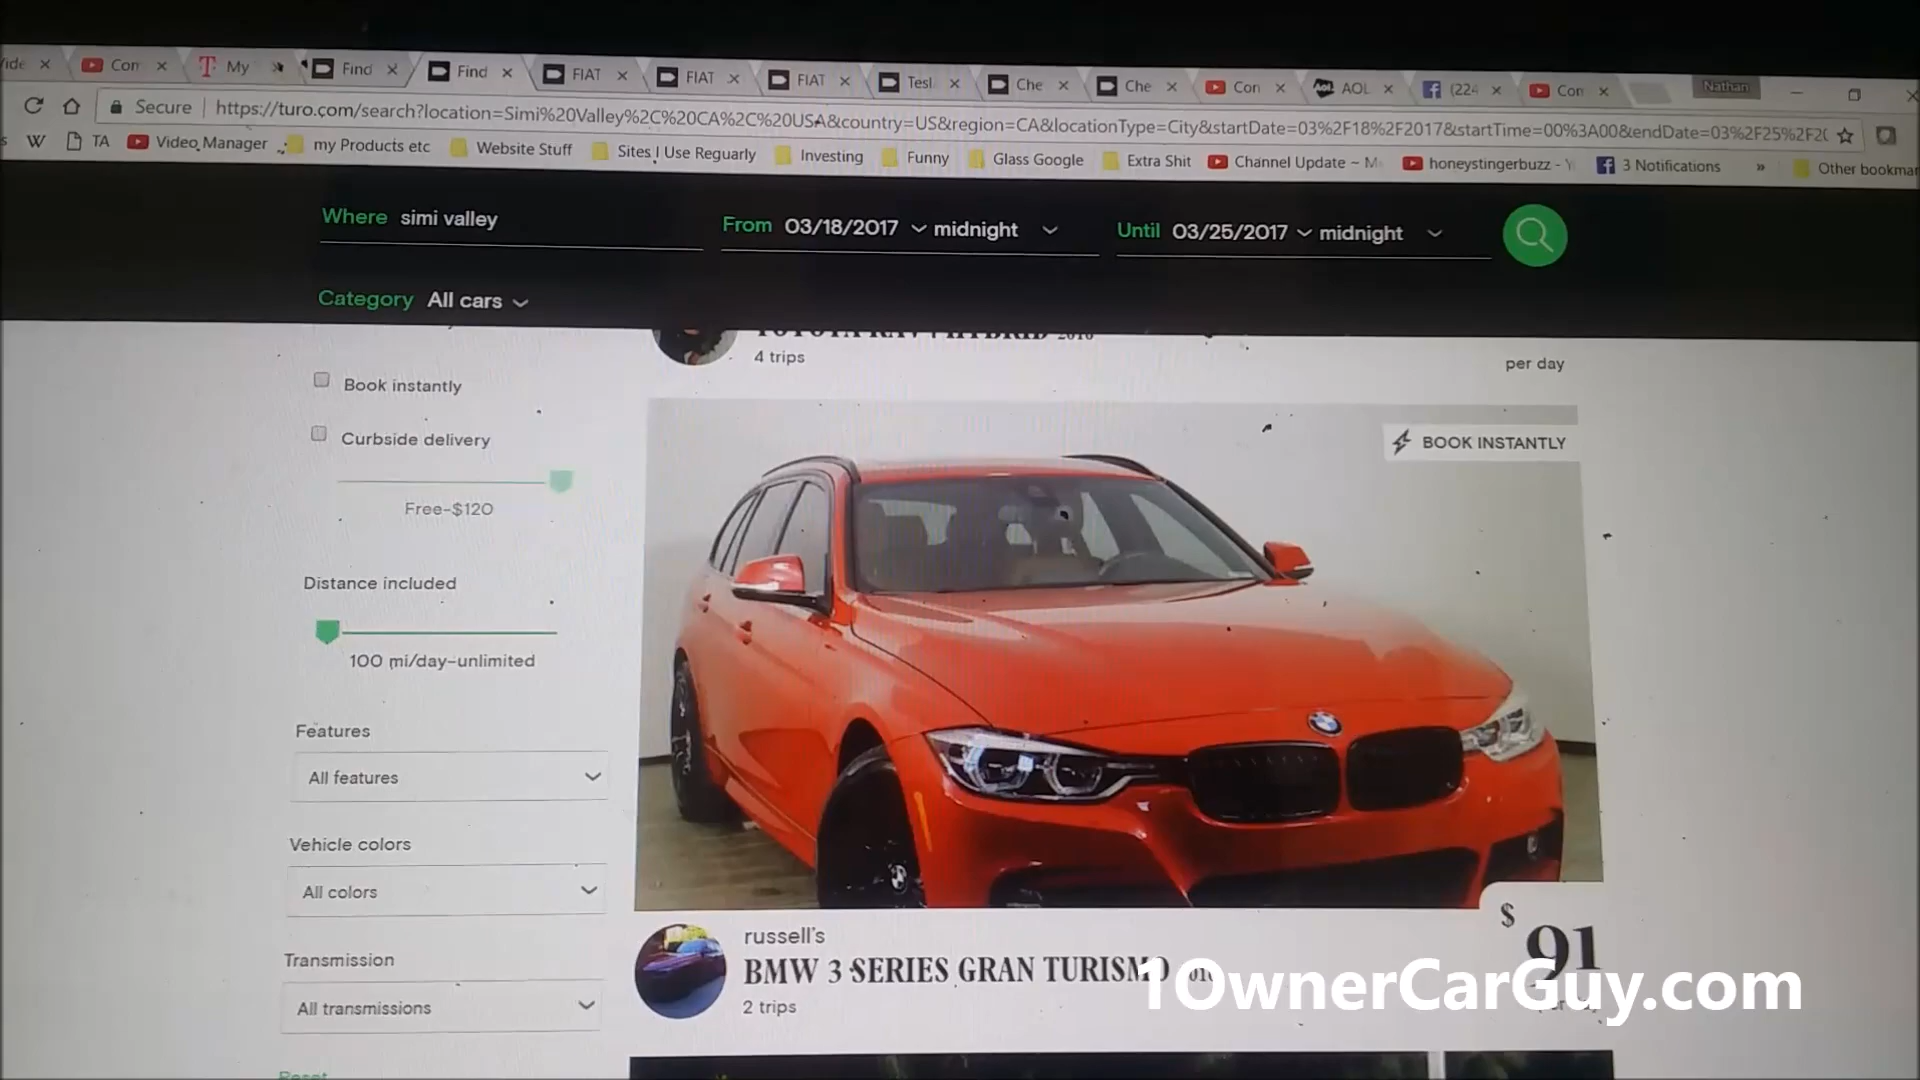 Con
My
Find
Find
FIAT
FIAT
FIAT
Tesl
Che
Che
Con
AOL
(224
Con
Nathan
Secure
https://turo.com/search?location=Simi%20Valley%2C%20CA%2C%20USA&country=US&region=CA&locationType=City&startDate=03%2F18%2F2017&startTime=00%3A00&endDate=03%2F25%2F20
W TA Video Manager my Products etc Website Stuff Sites I Use Reguarly Investing Funny Glass Google Extra Shit Channel Update ~ M honeystingerbuzz - Y 3 Notifications » Other bookmar
Where simi valley
From 03/18/2017 midnight
Until 03/25/2017 midnight
Category All cars
4 trips
per day
Book instantly
Curbside delivery
Free-$120
Distance included
100 mi/day-unlimited
Features
All features
Vehicle colors
All colors
Transmission
All transmissions
Reset
BOOK INSTANTLY
russell's
BMW 3 SERIES GRAN TURISMO
2 trips
$91
1OwnerCarGuy.com